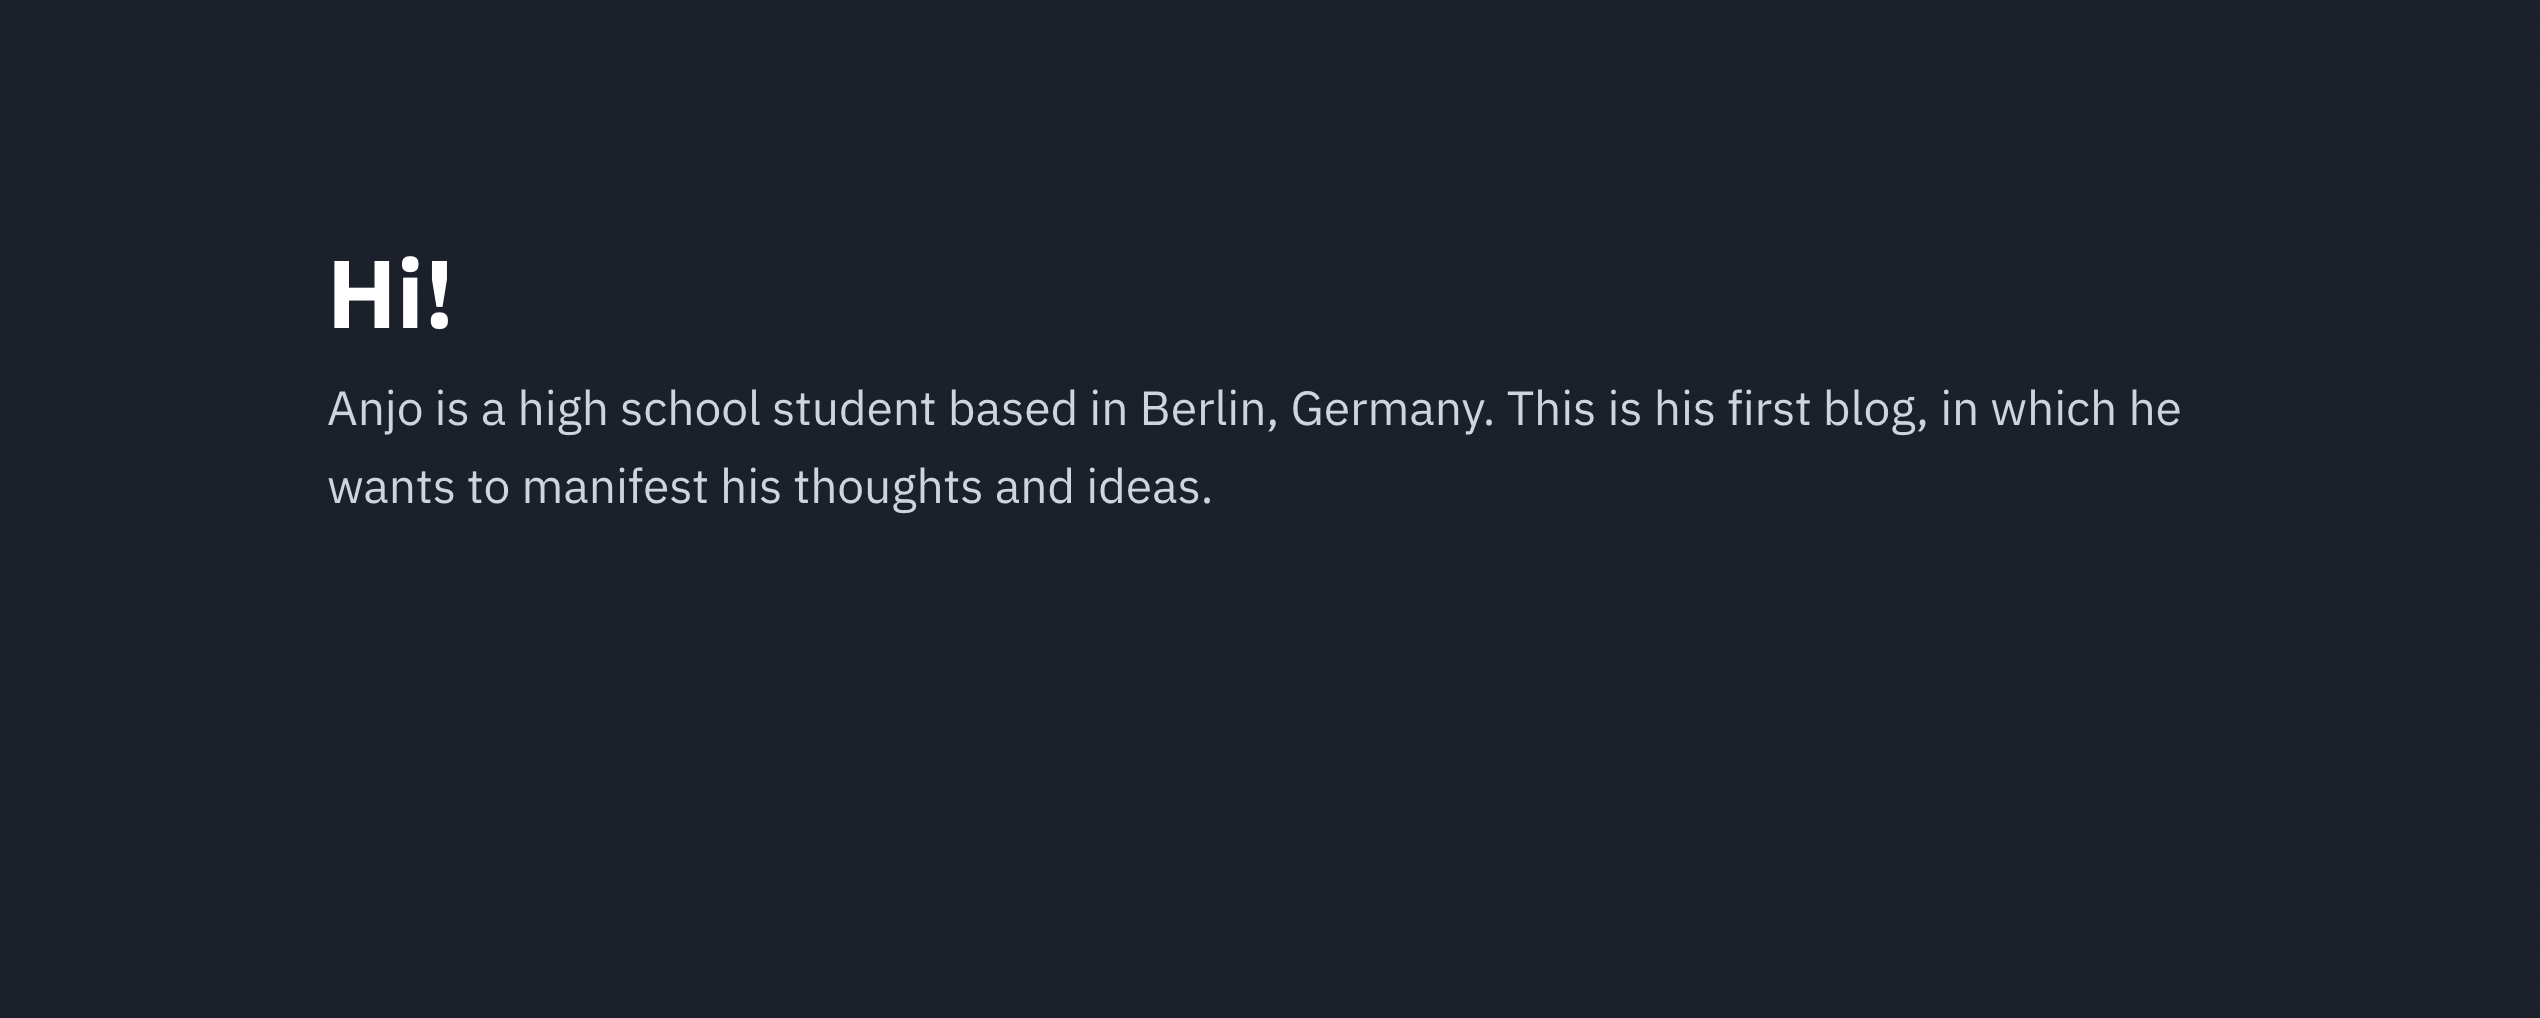 Hi!
Anjo is a high school student based in Berlin, Germany. This is his first blog, in which he
wants to manifest his thoughts and ideas.